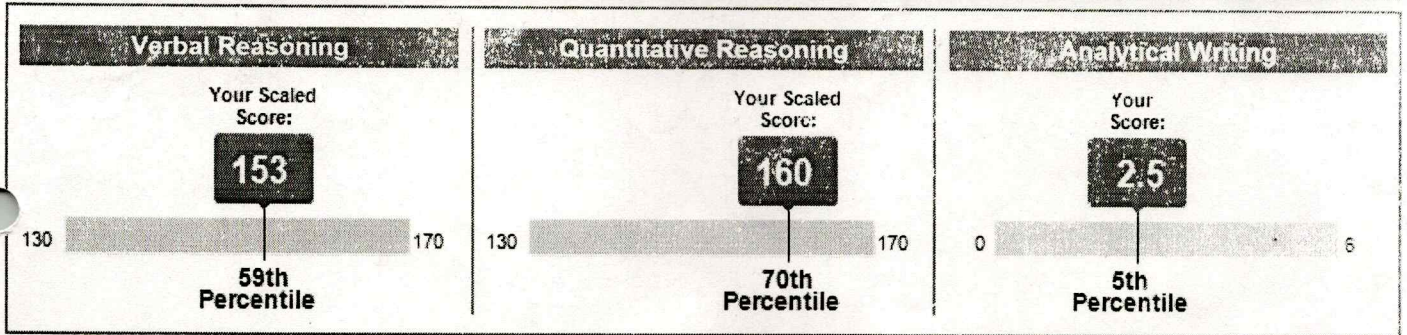 Verbal Reasoning
Your Scaled
Score:
153
130
170
59th
Percentile
Quantitative Reasoning
Your Scaled
Score:
160
130
170
70th
Percentile
Analytical Writing
Your
Score:
2.5
0
6
5th
Percentile